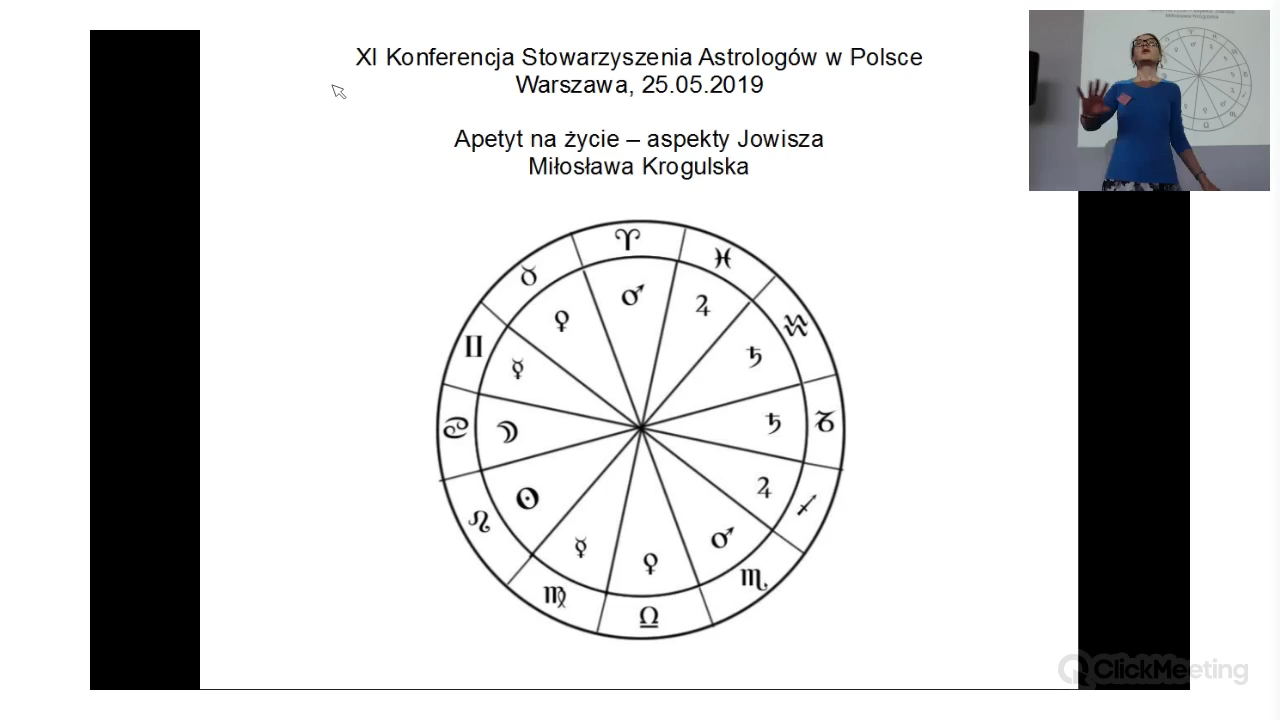 XI Konferencja Stowarzyszenia Astrologów w Polsce
Warszawa, 25.05.2019
Apetyt na życie – aspekty Jowisza
Miłosława Krogulska
ClickMeeting